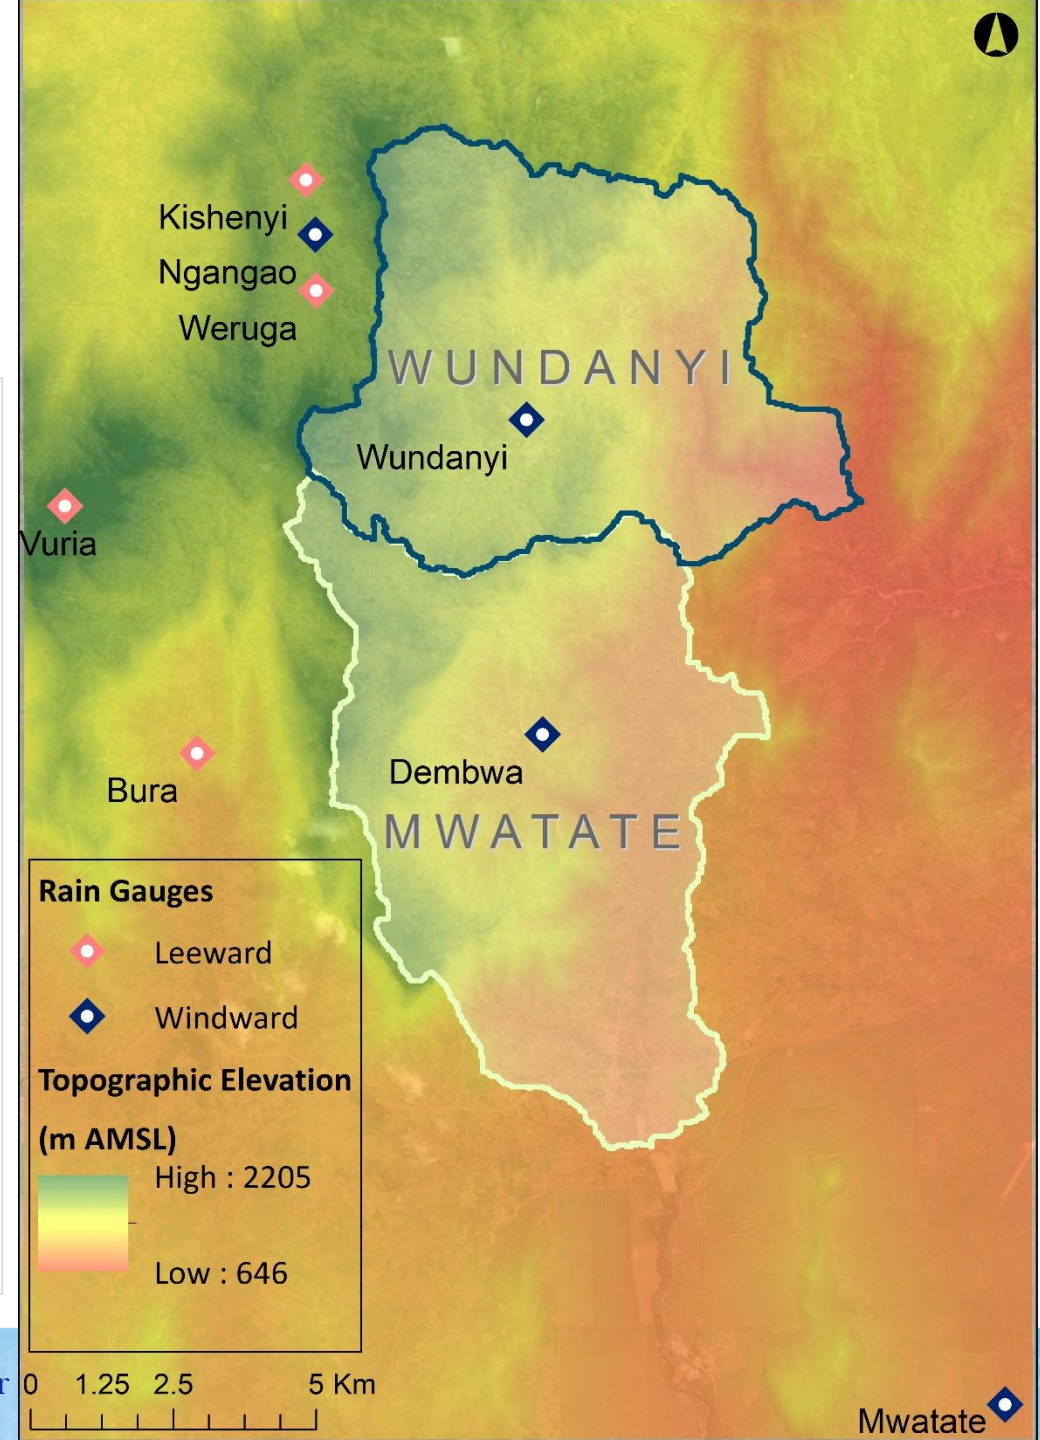 Kishenyi
Ngangao
Weruga
WUNDANYI
Wundanyi
Vuria
Dembwa
Bura
MWATATE
Rain Gauges
Leeward
Windward
Topographic Elevation
(m AMSL)
High : 2205
Low : 646
r
0 1.25 2.5 5 Km
Mwatate